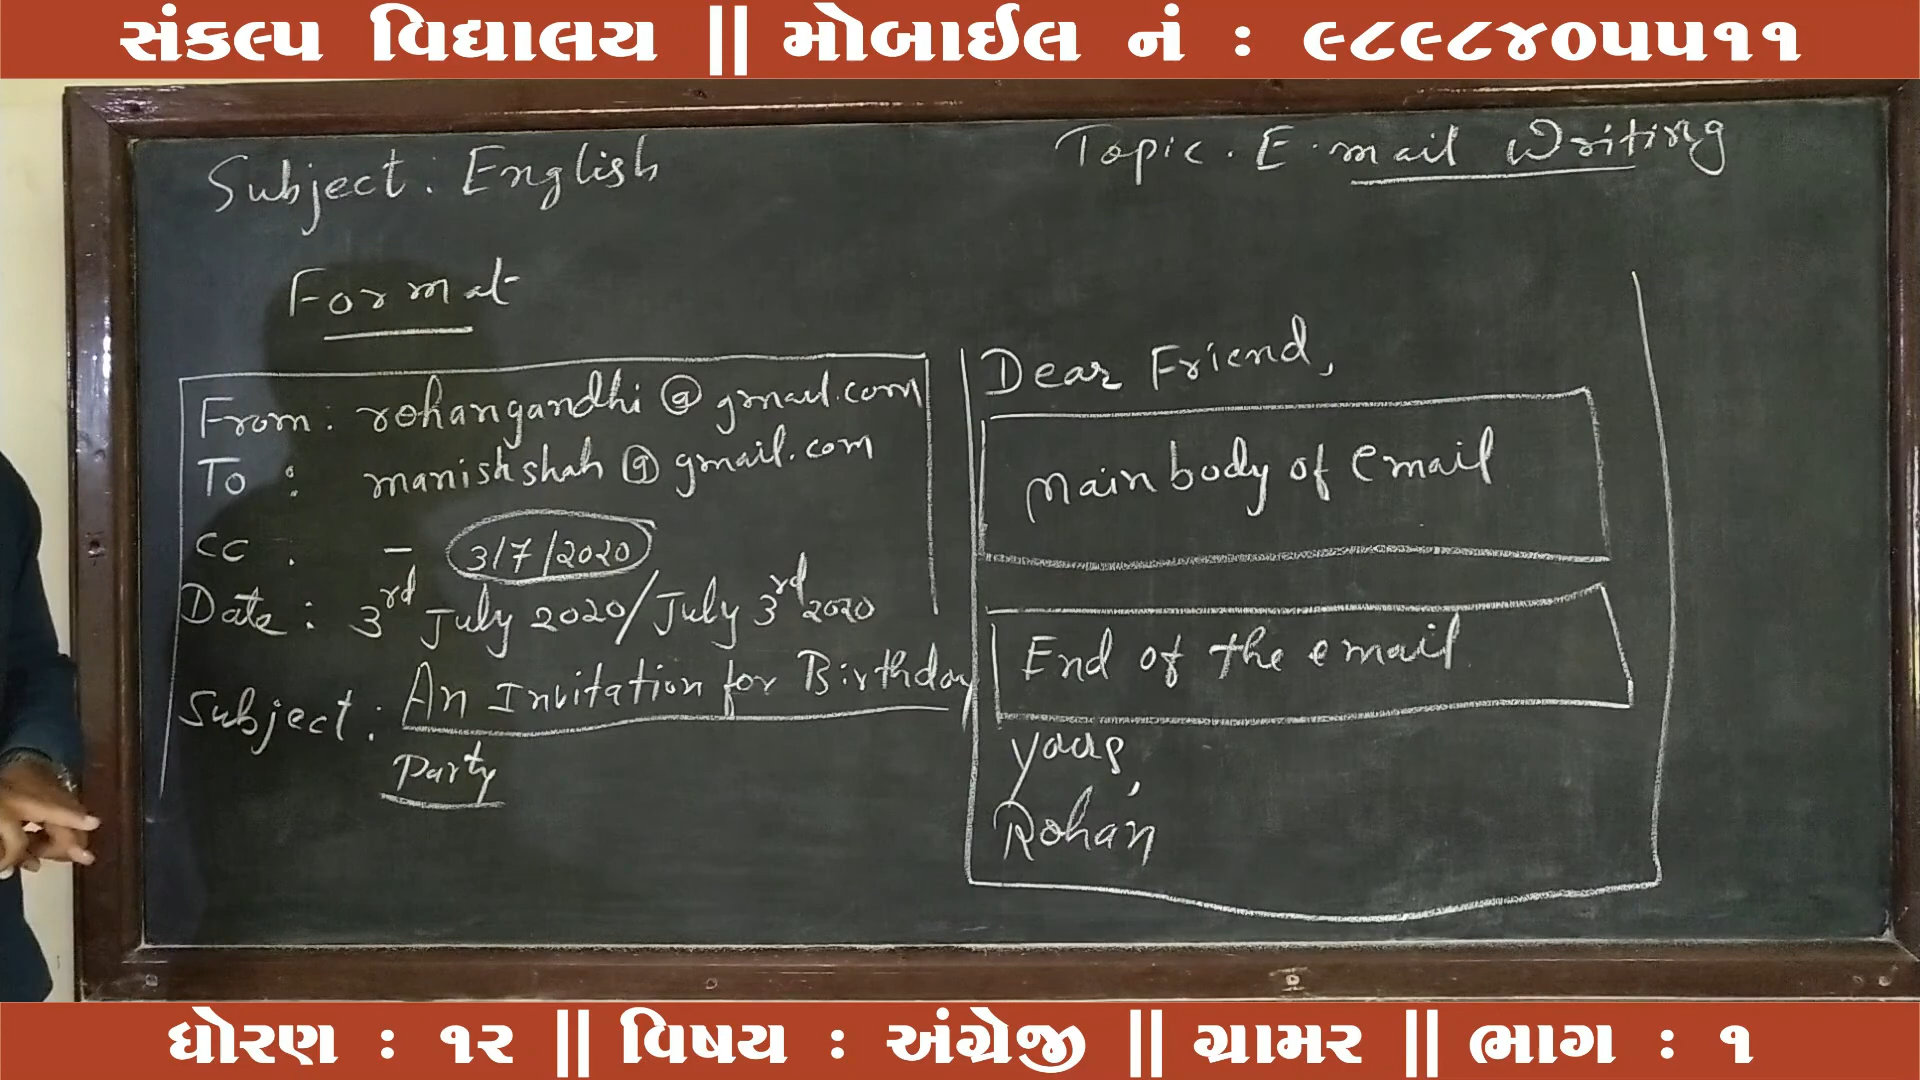 સંકલ્પ વિદ્યાલય || મોબાઈલ નં : ૯૮૯૮૪૦૫૫૧૧
Subject : English
Topic . E-mail Writing
Format
From : rohangandhi@gmail.com
To : manishshah@gmail.com
CC . – 3/7/2020
Date : 3rd July 2020/July 3rd 2020
Subject : An Invitation for Birthday
Party
Dear Friend,
Main body of email
End of the email
yours,
Rohan
ધોરણ : ૧૨ || વિષય : અંગ્રેજી || ગ્રામર || ભાગ : ૧